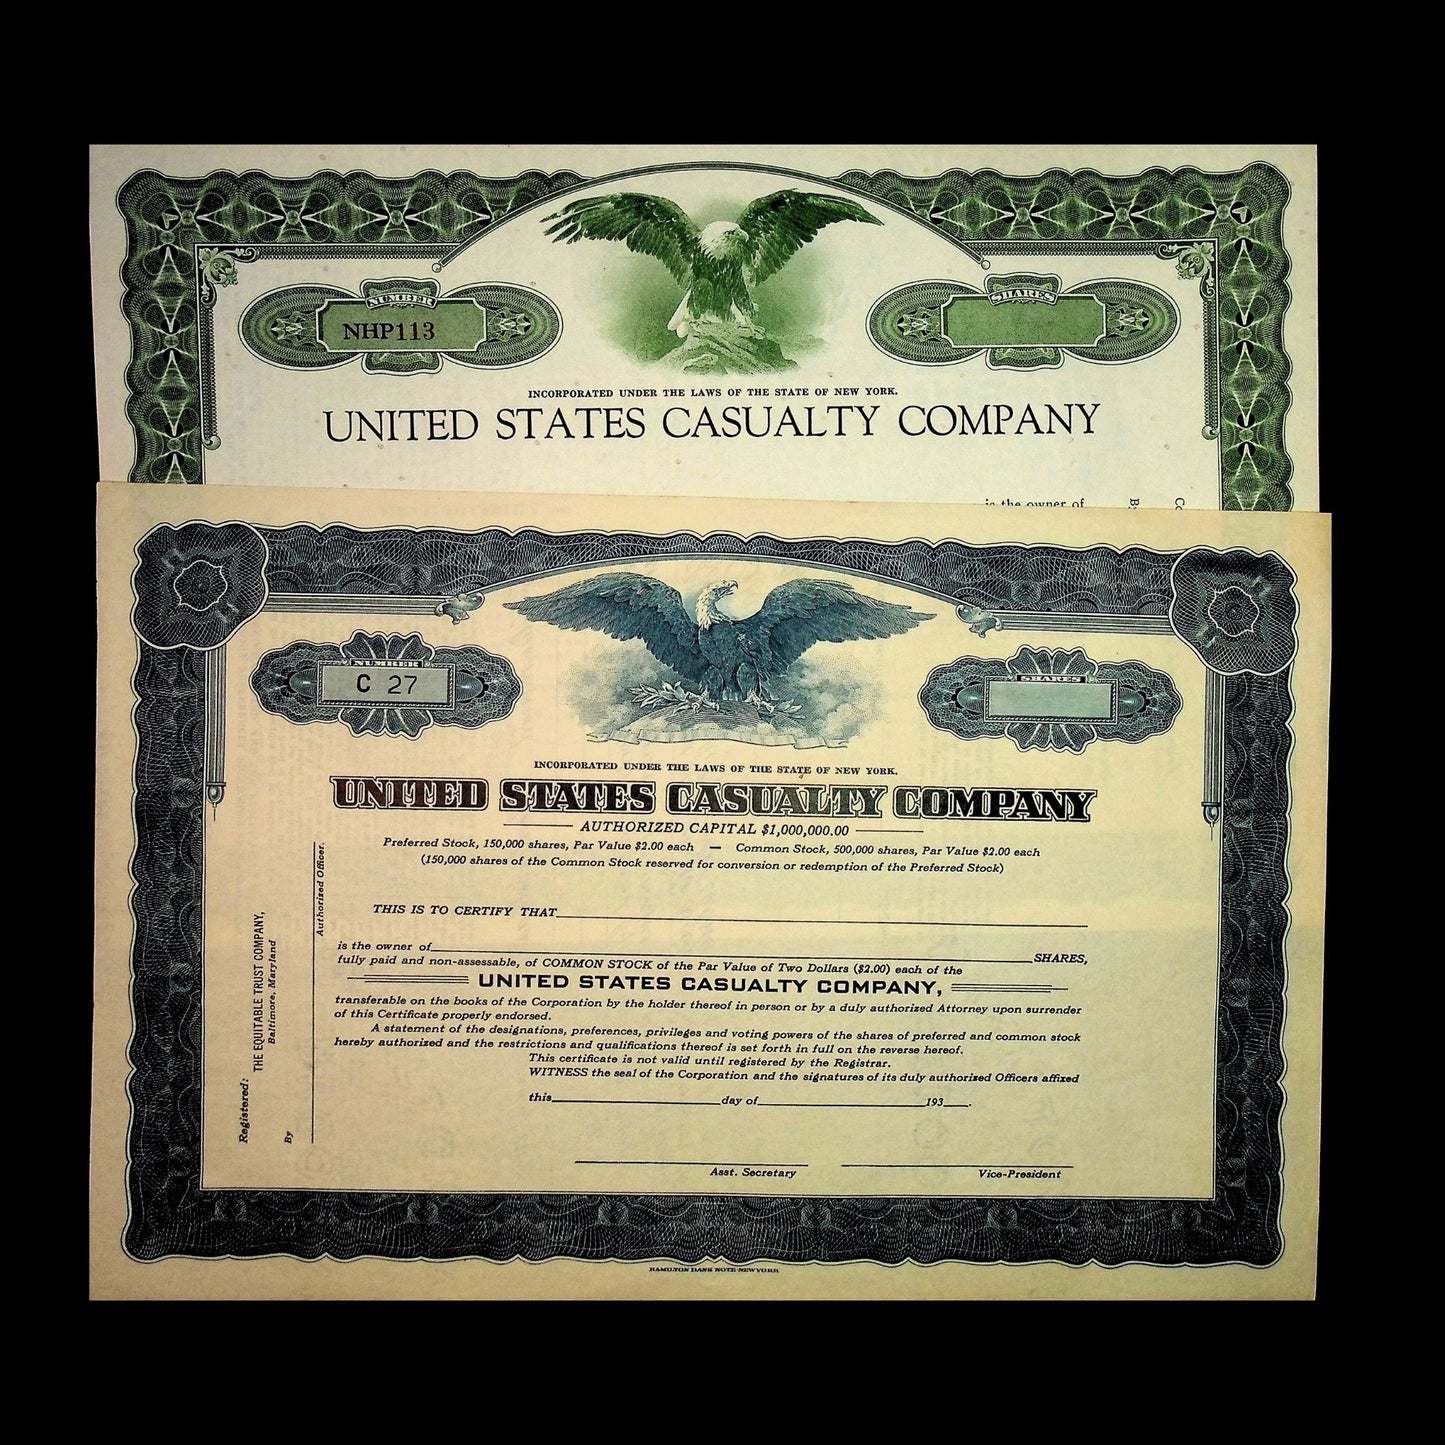 NUMBER
NHP113
SHARES
INCORPORATED UNDER THE LAWS OF THE STATE OF NEW YORK.
UNITED STATES CASUALTY COMPANY
is the owner of
NUMBER
C 27
SHARES
INCORPORATED UNDER THE LAWS OF THE STATE OF NEW YORK.
UNITED STATES CASUALTY COMPANY
AUTHORIZED CAPITAL $1,000,000.00
Preferred Stock, 150,000 shares, Par Value $2.00 each — Common Stock, 500,000 shares, Par Value $2.00 each
(150,000 shares of the Common Stock reserved for conversion or redemption of the Preferred Stock)
THIS IS TO CERTIFY THAT
is the owner of SHARES,
fully paid and non-assessable, of COMMON STOCK of the Par Value of Two Dollars ($2.00) each of the
UNITED STATES CASUALTY COMPANY,
transferable on the books of the Corporation by the holder thereof in person or by a duly authorized Attorney upon surrender
of this Certificate properly endorsed.
A statement of the designations, preferences, privileges and voting powers of the shares of preferred and common stock
hereby authorized and the restrictions and qualifications thereof is set forth in full on the reverse hereof.
This certificate is not valid until registered by the Registrar.
WITNESS the seal of the Corporation and the signatures of its duly authorized Officers affixed
this day of 193 .
Asst. Secretary Vice-President
Registered:
THE EQUITABLE TRUST COMPANY,
Baltimore, Maryland
By
Authorized Officer.
HAMILTON BANK NOTE NEW YORK